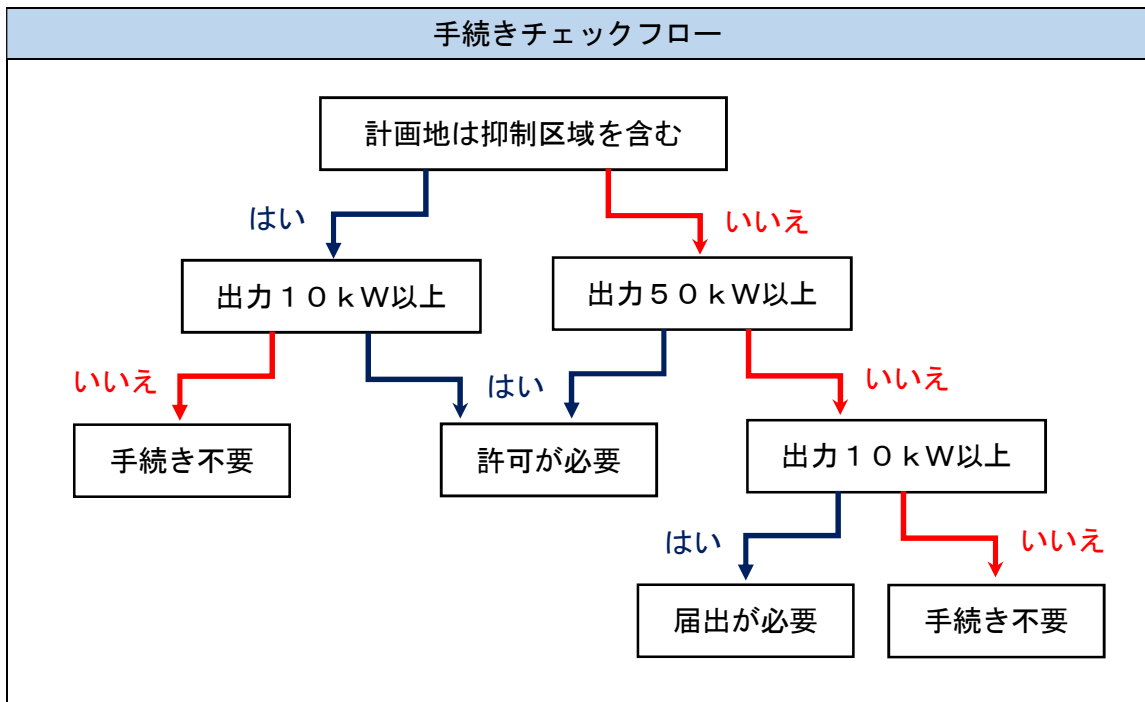 手続きチェックフロー
計画地は抑制区域を含む
はい
いいえ
出力１０ｋＷ以上
出力５０ｋＷ以上
いいえ
はい
いいえ
手続き不要
許可が必要
出力１０ｋＷ以上
はい
いいえ
届出が必要
手続き不要